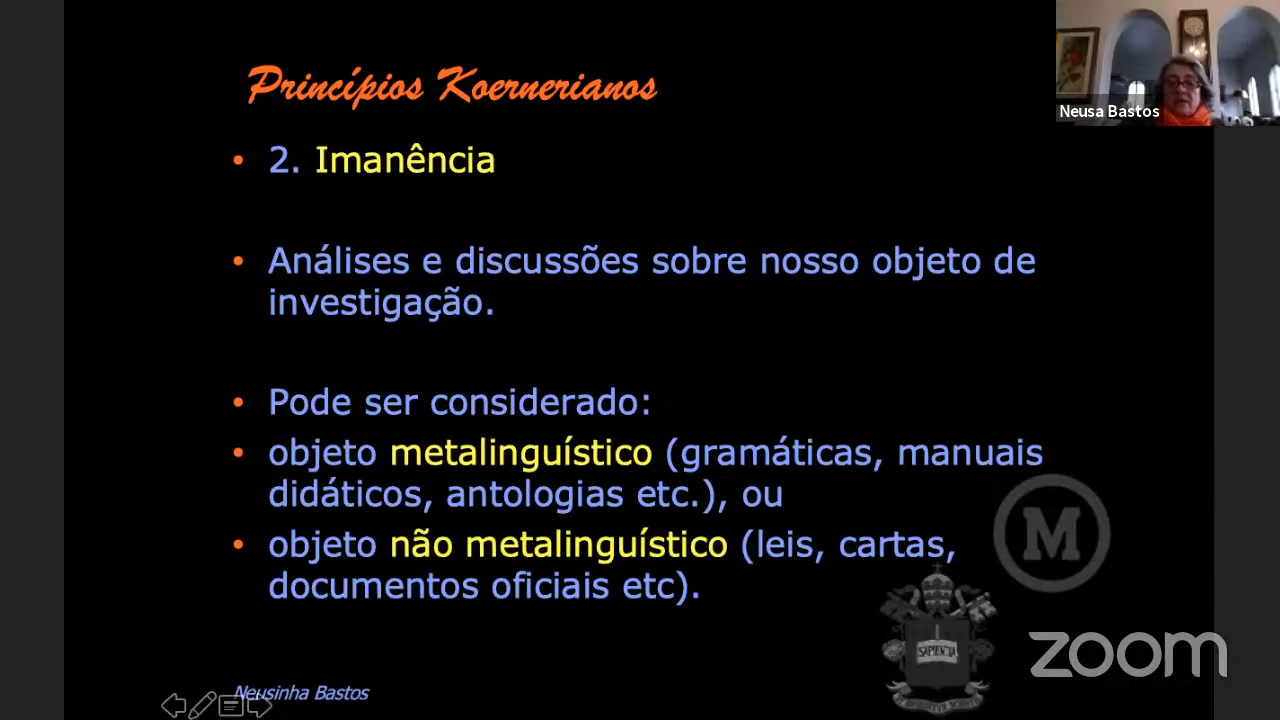 Princípios Koernerianos
Neusa Bastos
• 2. Imanência
• Análises e discussões sobre nosso objeto de
investigação.
• Pode ser considerado:
• objeto metalinguístico (gramáticas, manuais
didáticos, antologias etc.), ou
• objeto não metalinguístico (leis, cartas,
documentos oficiais etc).
M
SAPIENTIA
zoom
Neusinha Bastos